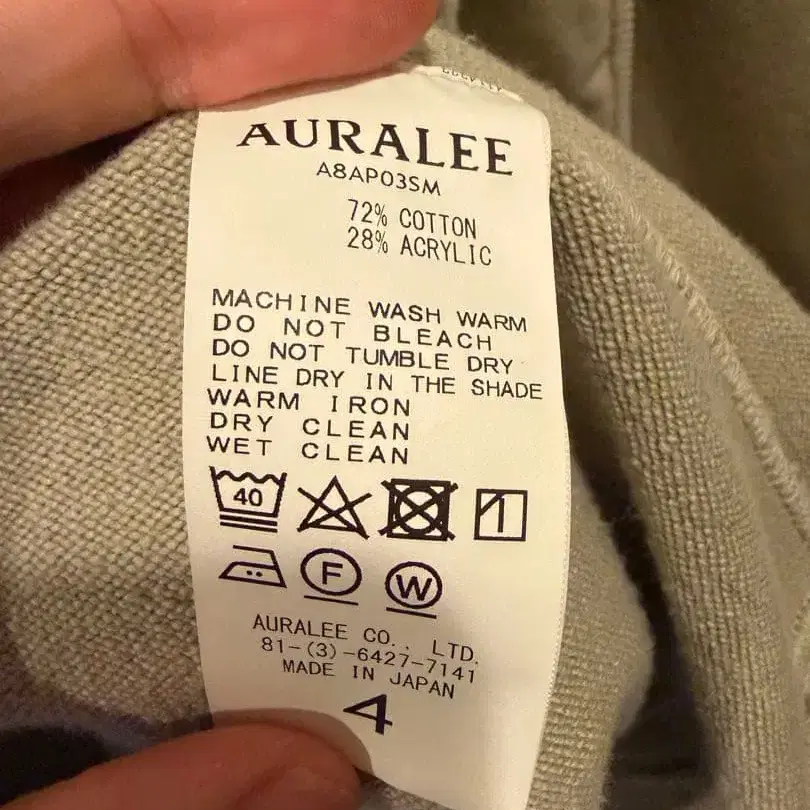 AURALEE
A8AP03SM
72% COTTON
28% ACRYLIC
MACHINE WASH WARM
DO NOT BLEACH
DO NOT TUMBLE DRY
LINE DRY IN THE SHADE
WARM IRON
DRY CLEAN
WET CLEAN
40
F W
AURALEE CO., LTD.
81-(3)-6427-7141
MADE IN JAPAN
4